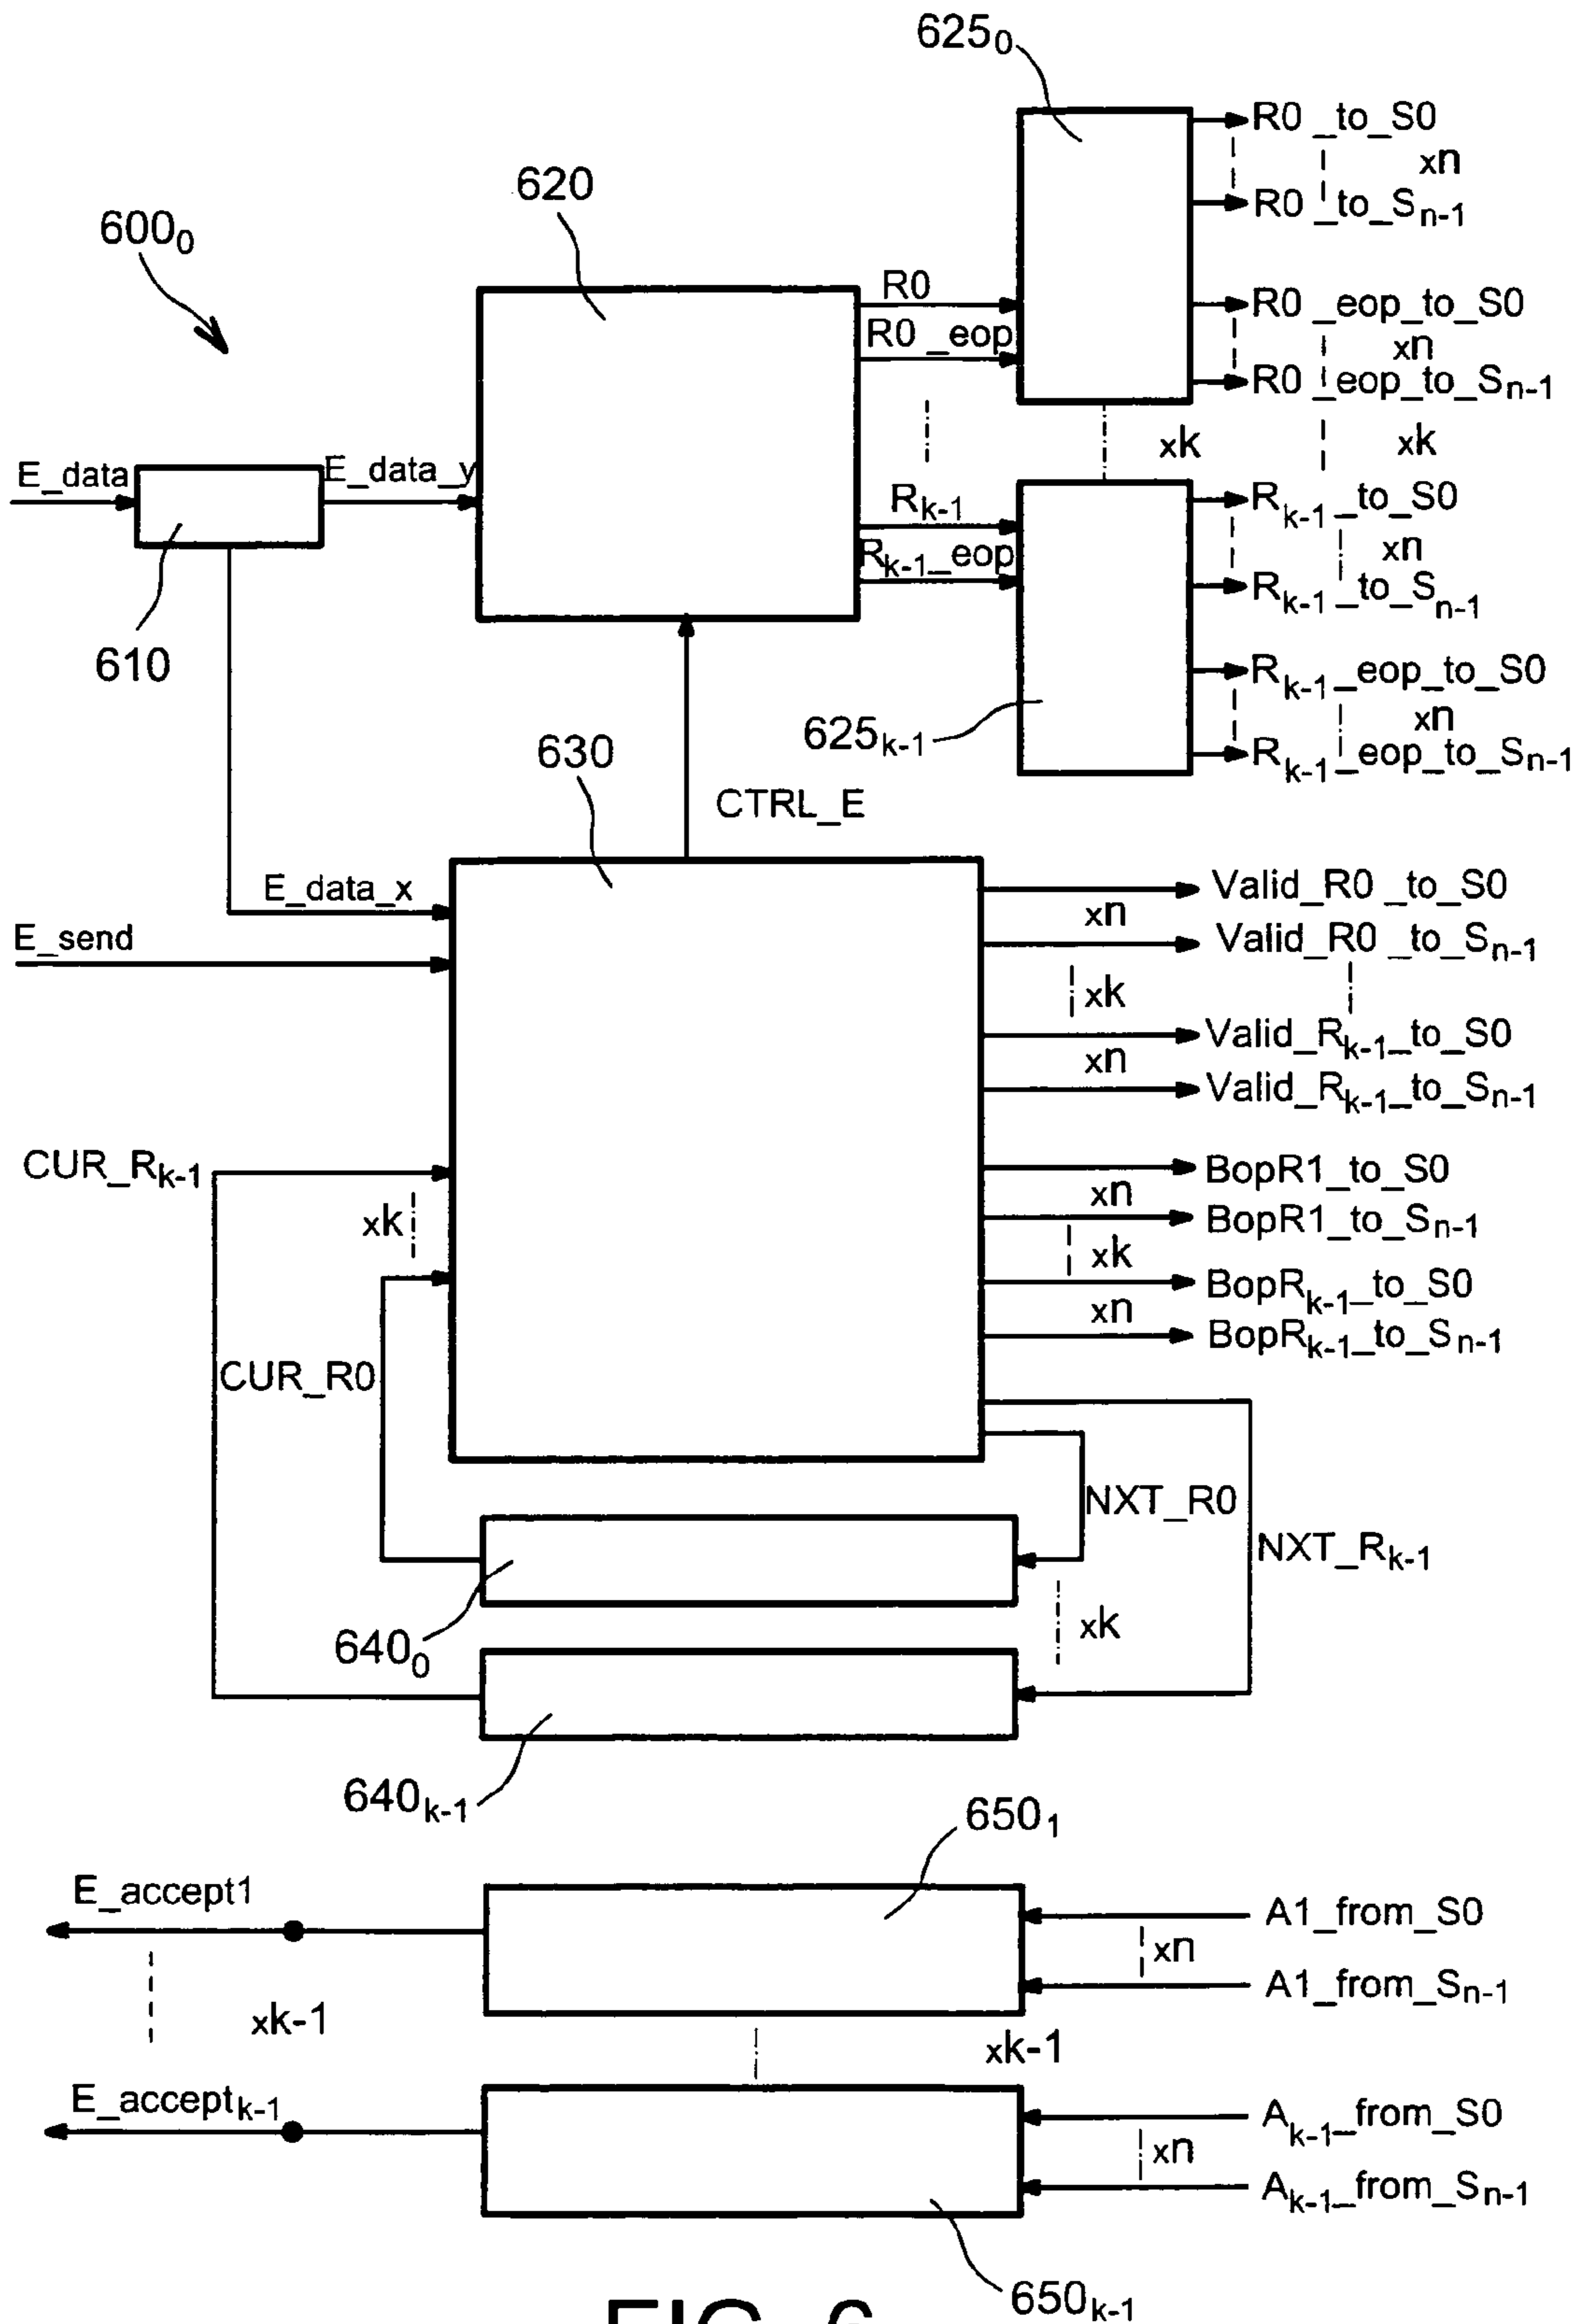 625₀
R0 _to_S0
xn
R0 _to_Sₙ₋₁
620
600₀
R0
R0 _eop
R0 _eop_to_S0
xn
R0 _eop_to_Sₙ₋₁
xk
xk
E_data
E_data_y
Rₖ₋₁
Rₖ₋₁_eop
Rₖ₋₁_to_S0
xn
Rₖ₋₁_to_Sₙ₋₁
610
Rₖ₋₁_eop_to_S0
xn
Rₖ₋₁_eop_to_Sₙ₋₁
625ₖ₋₁
630
CTRL_E
E_data_x
E_send
Valid_R0 _to_S0
xn
Valid_R0 _to_Sₙ₋₁
xk
Valid_Rₖ₋₁_to_S0
xn
Valid_Rₖ₋₁_to_Sₙ₋₁
CUR_Rₖ₋₁
xk
BopR1_to_S0
xn
BopR1_to_Sₙ₋₁
xk
BopRₖ₋₁_to_S0
xn
BopRₖ₋₁_to_Sₙ₋₁
CUR_R0
NXT_R0
NXT_Rₖ₋₁
640₀
xk
640ₖ₋₁
650₁
E_accept1
A1_from_S0
xn
A1_from_Sₙ₋₁
xk-1
xk-1
E_acceptₖ₋₁
Aₖ₋₁_from_S0
xn
Aₖ₋₁_from_Sₙ₋₁
650ₖ₋₁
FIG. 6